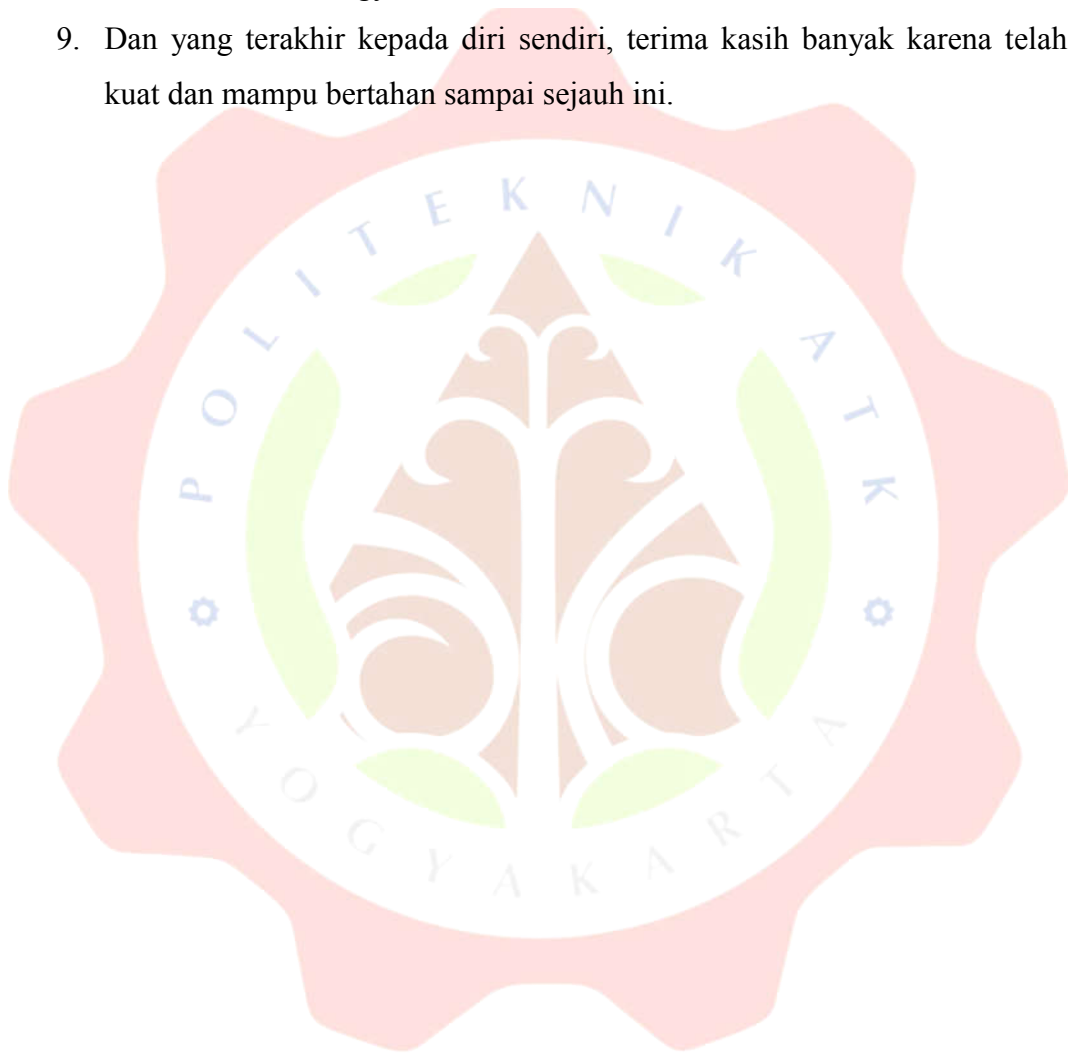 9. Dan yang terakhir kepada diri sendiri, terima kasih banyak karena telah
kuat dan mampu bertahan sampai sejauh ini.
POLITEKNIK ATK
YOGYAKARTA